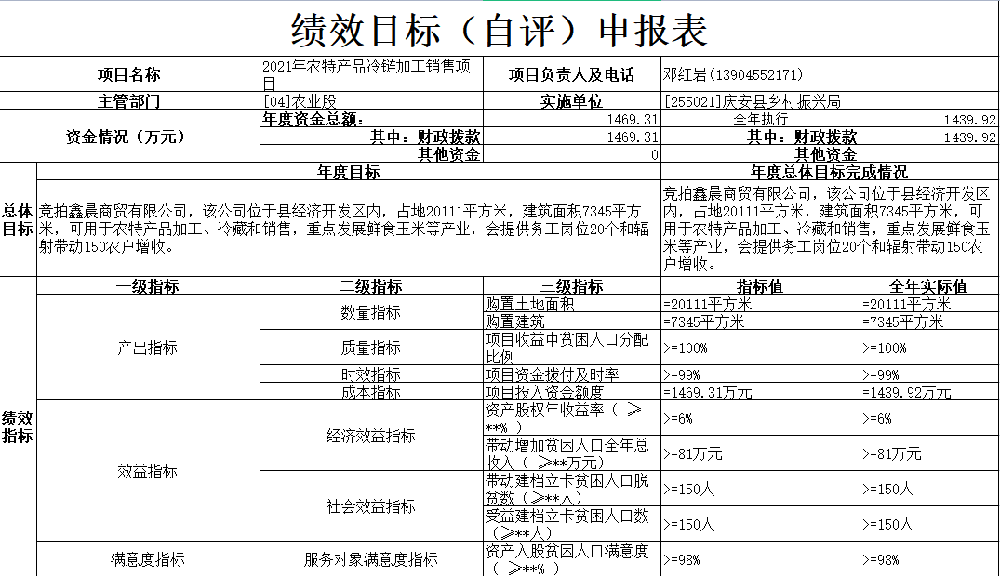 绩效目标（自评）申报表
项目名称
2021年农特产品冷链加工销售项
目
项目负责人及电话
邓红岩(13904552171)
主管部门
[04]农业股
实施单位
[255021]庆安县乡村振兴局
资金情况（万元）
年度资金总额：
1469.31
全年执行
1439.92
其中：财政拨款
1469.31
其中：财政拨款
1439.92
其他资金
0
其他资金
总体
目标
年度目标
年度总体目标完成情况
竞拍鑫晨商贸有限公司，该公司位于县经济开发区内，占地20111平方米，建筑面积7345平方
米，可用于农特产品加工、冷藏和销售，重点发展鲜食玉米等产业，会提供务工岗位20个和辐
射带动150农户增收。
竞拍鑫晨商贸有限公司，该公司位于县经济开发区
内，占地20111平方米，建筑面积7345平方米，可
用于农特产品加工、冷藏和销售，重点发展鲜食玉
米等产业，会提供务工岗位20个和辐射带动150农
户增收。
绩效
指标
一级指标
二级指标
三级指标
指标值
全年实际值
产出指标
数量指标
购置土地面积
=20111平方米
=20111平方米
购置建筑
=7345平方米
=7345平方米
质量指标
项目收益中贫困人口分配
比例
>=100%
>=100%
时效指标
项目资金拨付及时率
>=99%
>=99%
成本指标
项目投入资金额度
=1469.31万元
=1439.92万元
效益指标
经济效益指标
资产股权年收益率（ ≥
**% ）
>=6%
>=6%
带动增加贫困人口全年总
收入（ ≥**万元）
>=81万元
>=81万元
社会效益指标
带动建档立卡贫困人口脱
贫数（≥**人）
>=150人
>=150人
受益建档立卡贫困人口数
（≥**人）
>=150人
>=150人
满意度指标
服务对象满意度指标
资产入股贫困人口满意度
（ ≥**% ）
>=98%
>=98%